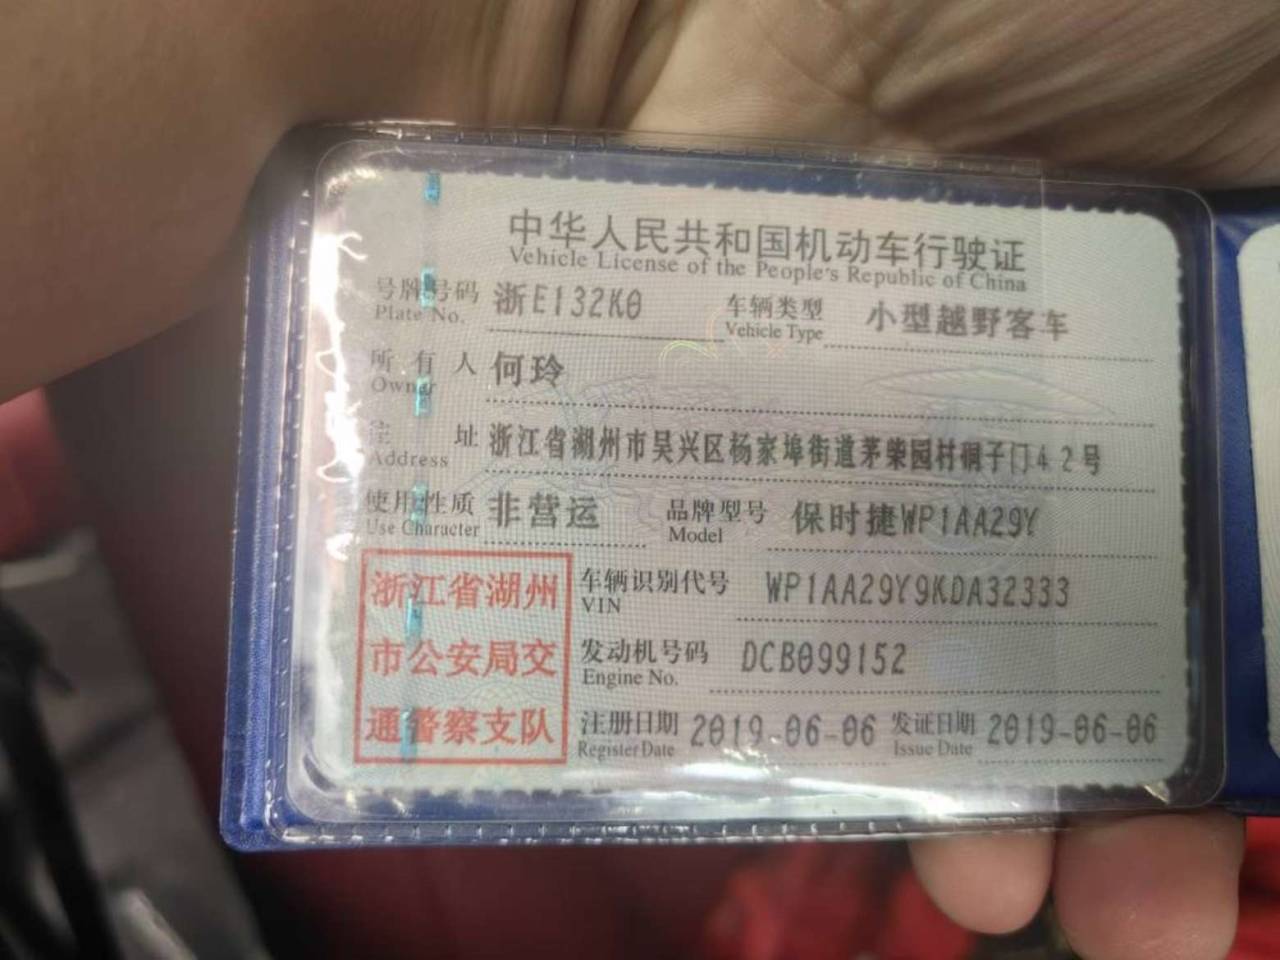 中华人民共和国机动车行驶证
Vehicle License of the People's Republic of China
号牌号码 浙E132K0 车辆类型 小型越野客车
Plate No. Vehicle Type
所有人 何玲
Owner
住址 浙江省湖州市吴兴区杨家埠街道茅柴园村桐子门42号
Address
使用性质 非营运 品牌型号 保时捷WP1AA29Y
Use Character Model
浙江省湖州 车辆识别代号 WP1AA29Y9KDA32333
VIN
市公安局交 发动机号码 DCB099152
Engine No.
通警察支队 注册日期 2019-06-06 发证日期 2019-06-06
Register Date Issue Date